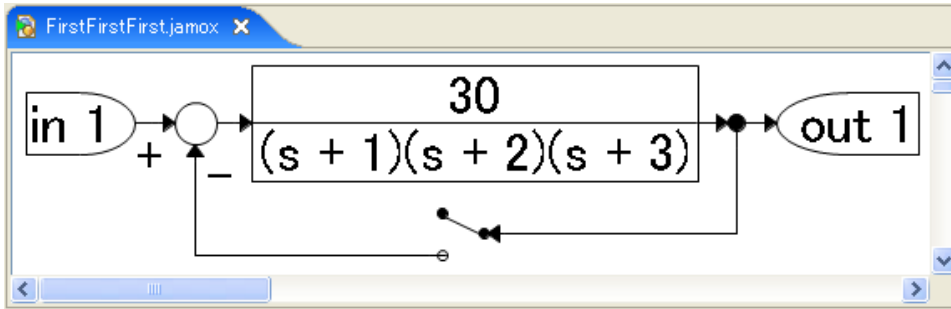 FirstFirstFirst.jamox
in 1
+
−
30
(s + 1)(s + 2)(s + 3)
out 1